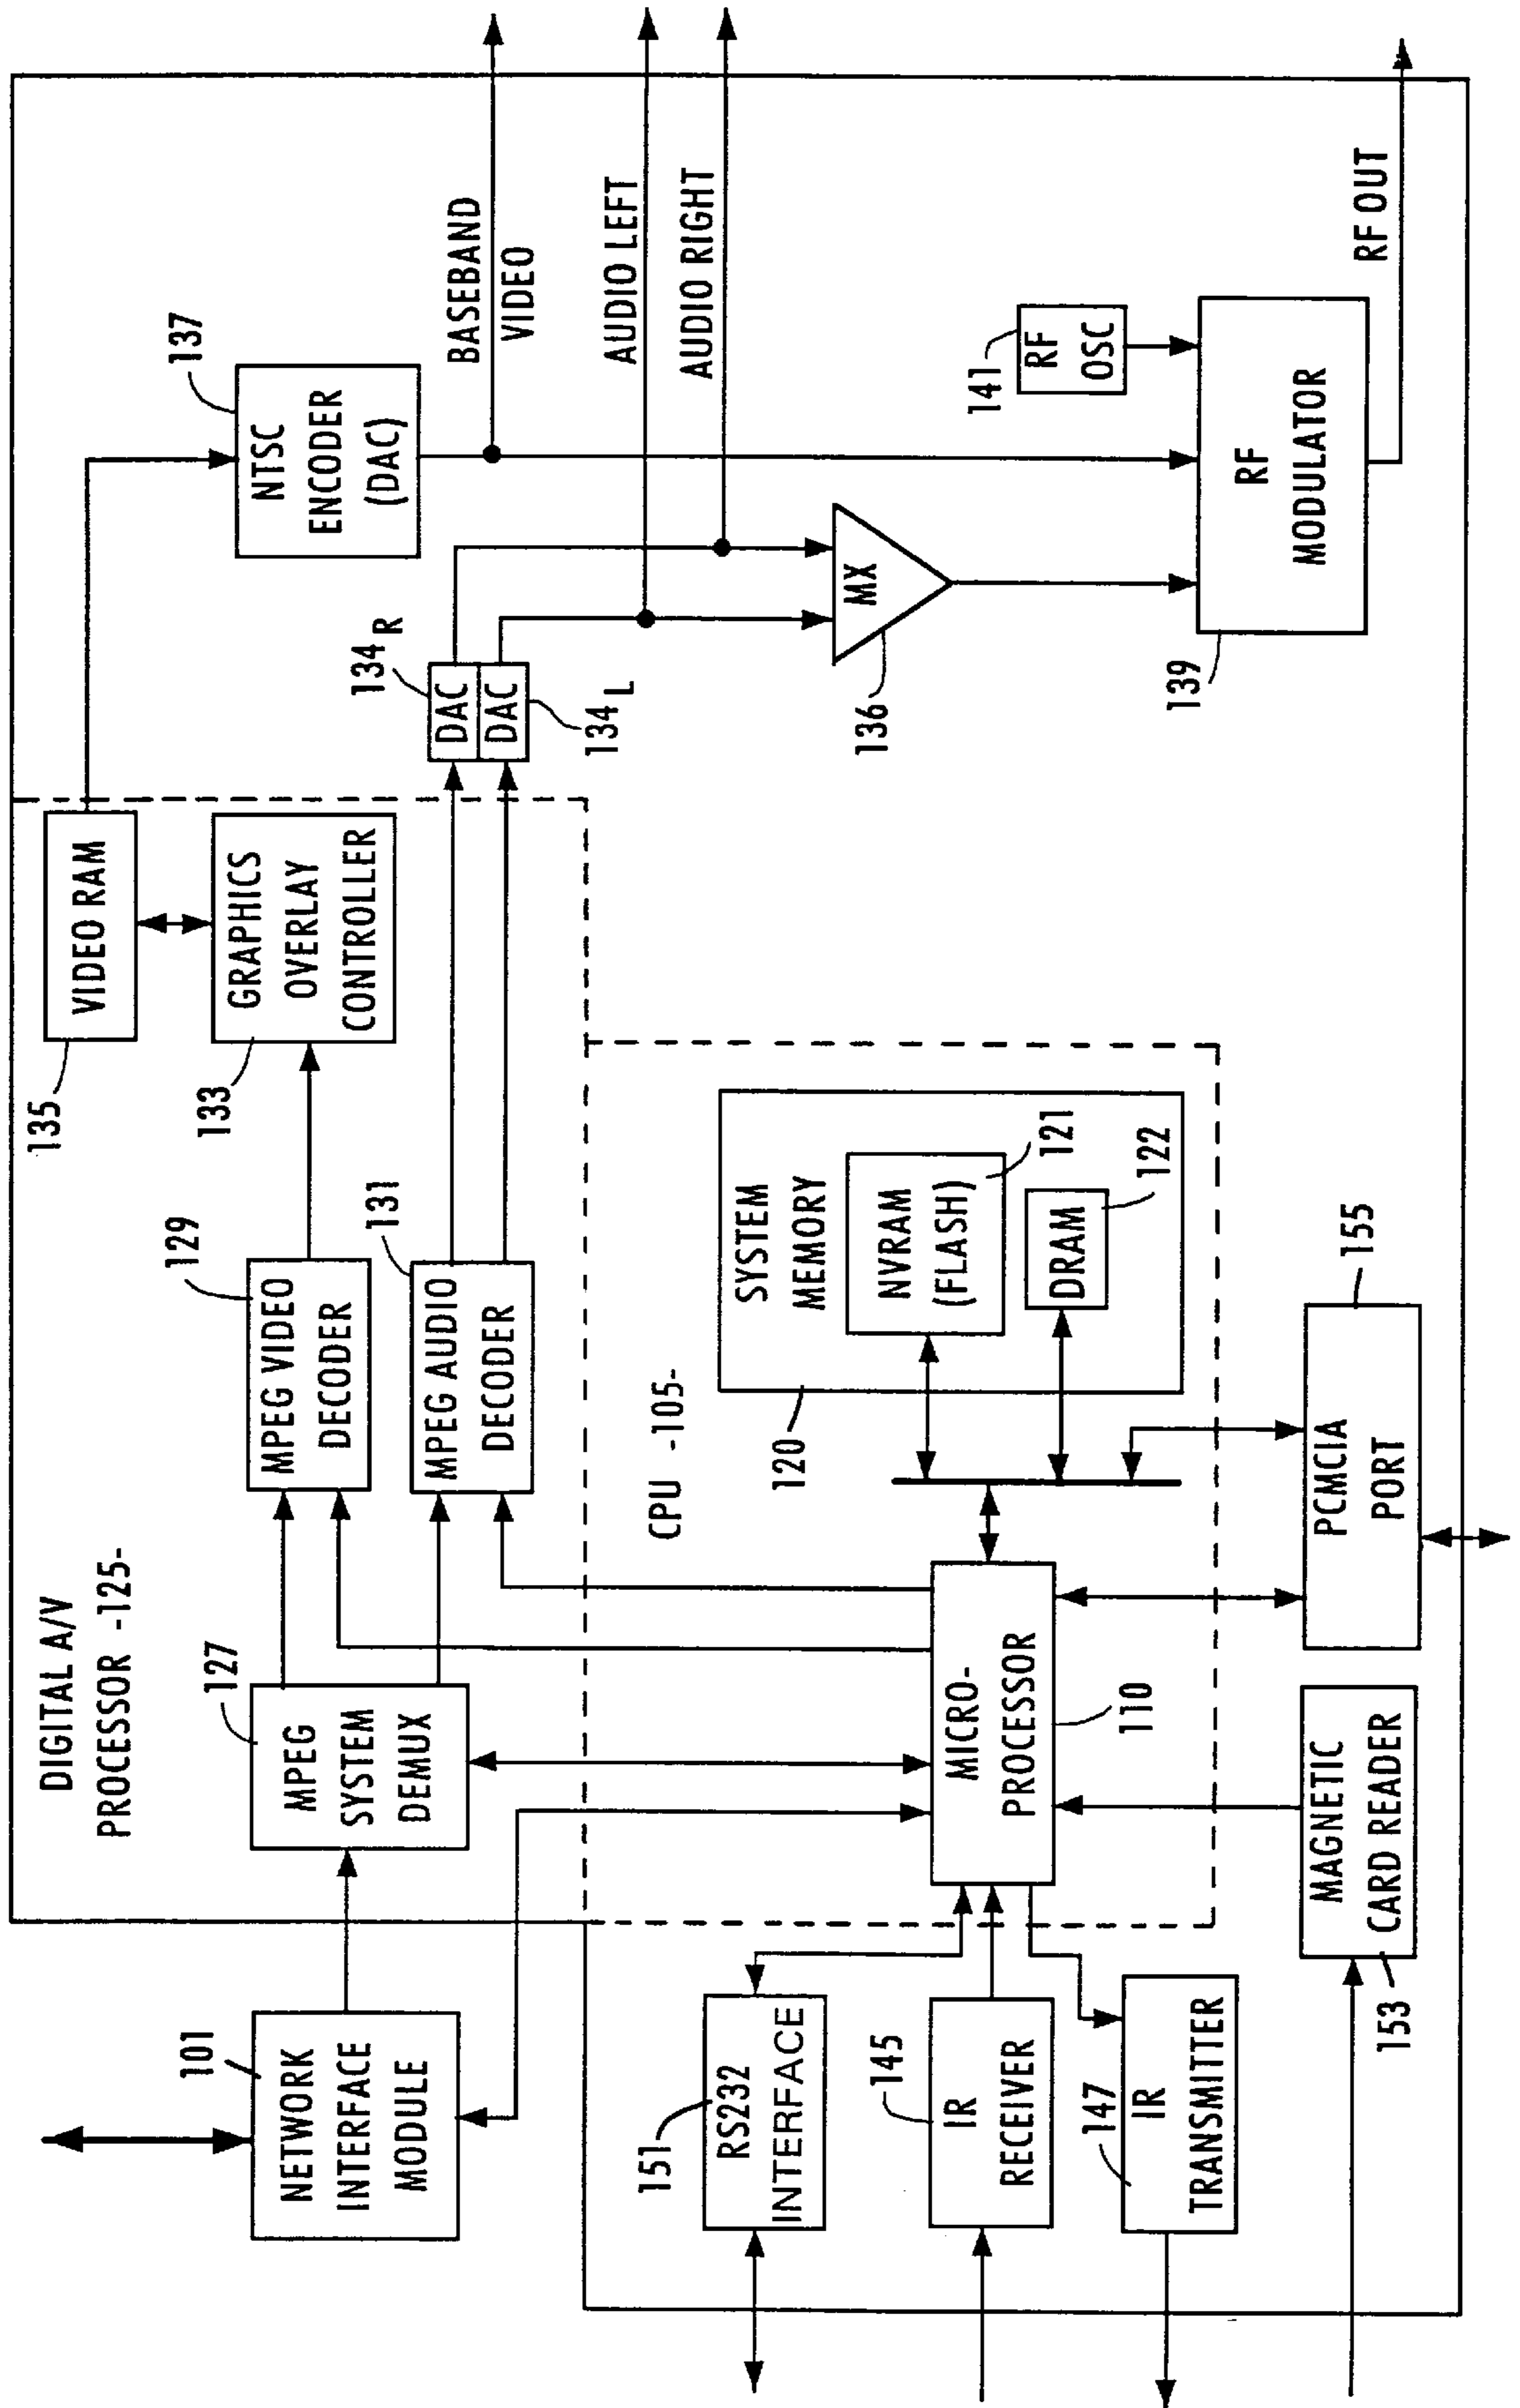 DIGITAL A/V
PROCESSOR -125-
101
NETWORK
INTERFACE
MODULE
127
MPEG
SYSTEM
DEMUX
129
MPEG VIDEO
DECODER
131
MPEG AUDIO
DECODER
135
VIDEO RAM
133
GRAPHICS
OVERLAY
CONTROLLER
137
NTSC
ENCODER
(DAC)
134R
DAC
DAC
134L
BASEBAND
VIDEO
AUDIO LEFT
AUDIO RIGHT
MX
136
141
RF
OSC
RF
MODULATOR
139
RF OUT
CPU -105-
SYSTEM
MEMORY
120
NVRAM
(FLASH)
121
DRAM
122
MICRO-
PROCESSOR
110
151
RS232
INTERFACE
145
IR
RECEIVER
147
IR
TRANSMITTER
MAGNETIC
CARD READER
153
PCMCIA
PORT
155